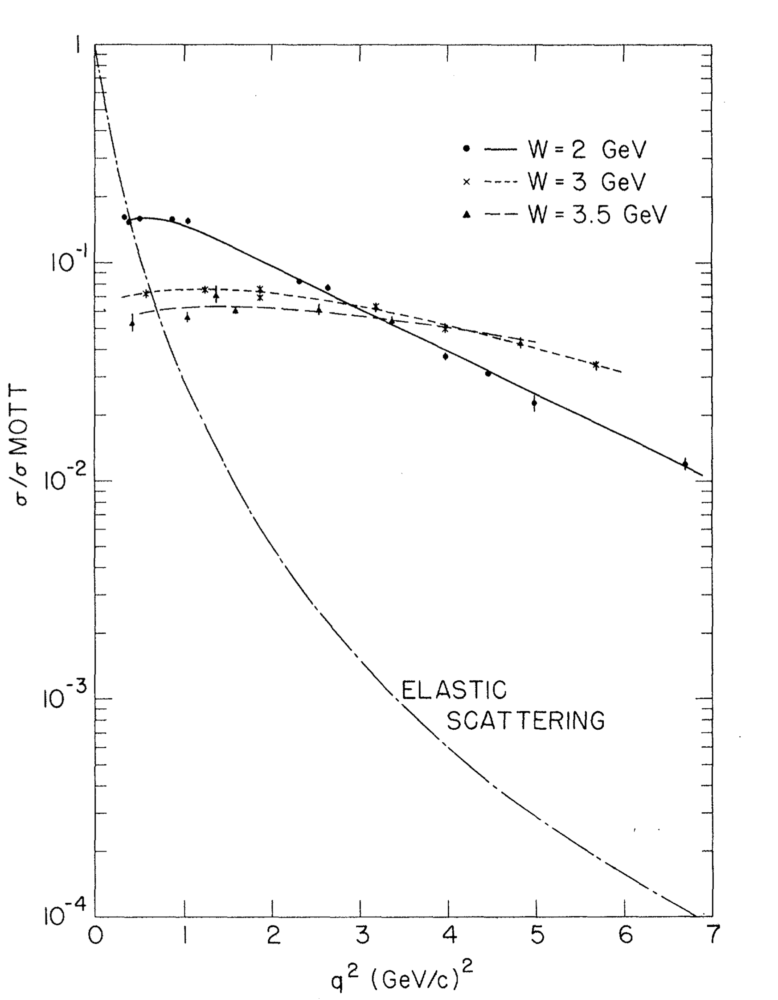 1
W = 2 GeV
W = 3 GeV
W = 3.5 GeV
10⁻¹
σ/σ MOTT
10⁻²
10⁻³
ELASTIC
SCATTERING
10⁻⁴
0 1 2 3 4 5 6 7
q² (GeV/c)²